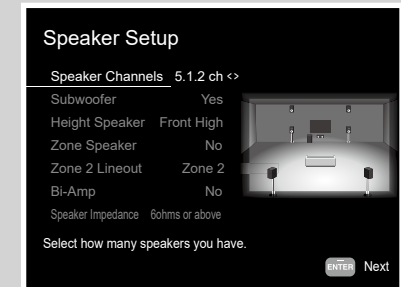 Speaker Setup
Speaker Channels 5.1.2 ch <>
Subwoofer Yes
Height Speaker Front High
Zone Speaker No
Zone 2 Lineout Zone 2
Bi-Amp No
Speaker Impedance 6ohms or above
Select how many speakers you have.
ENTER Next